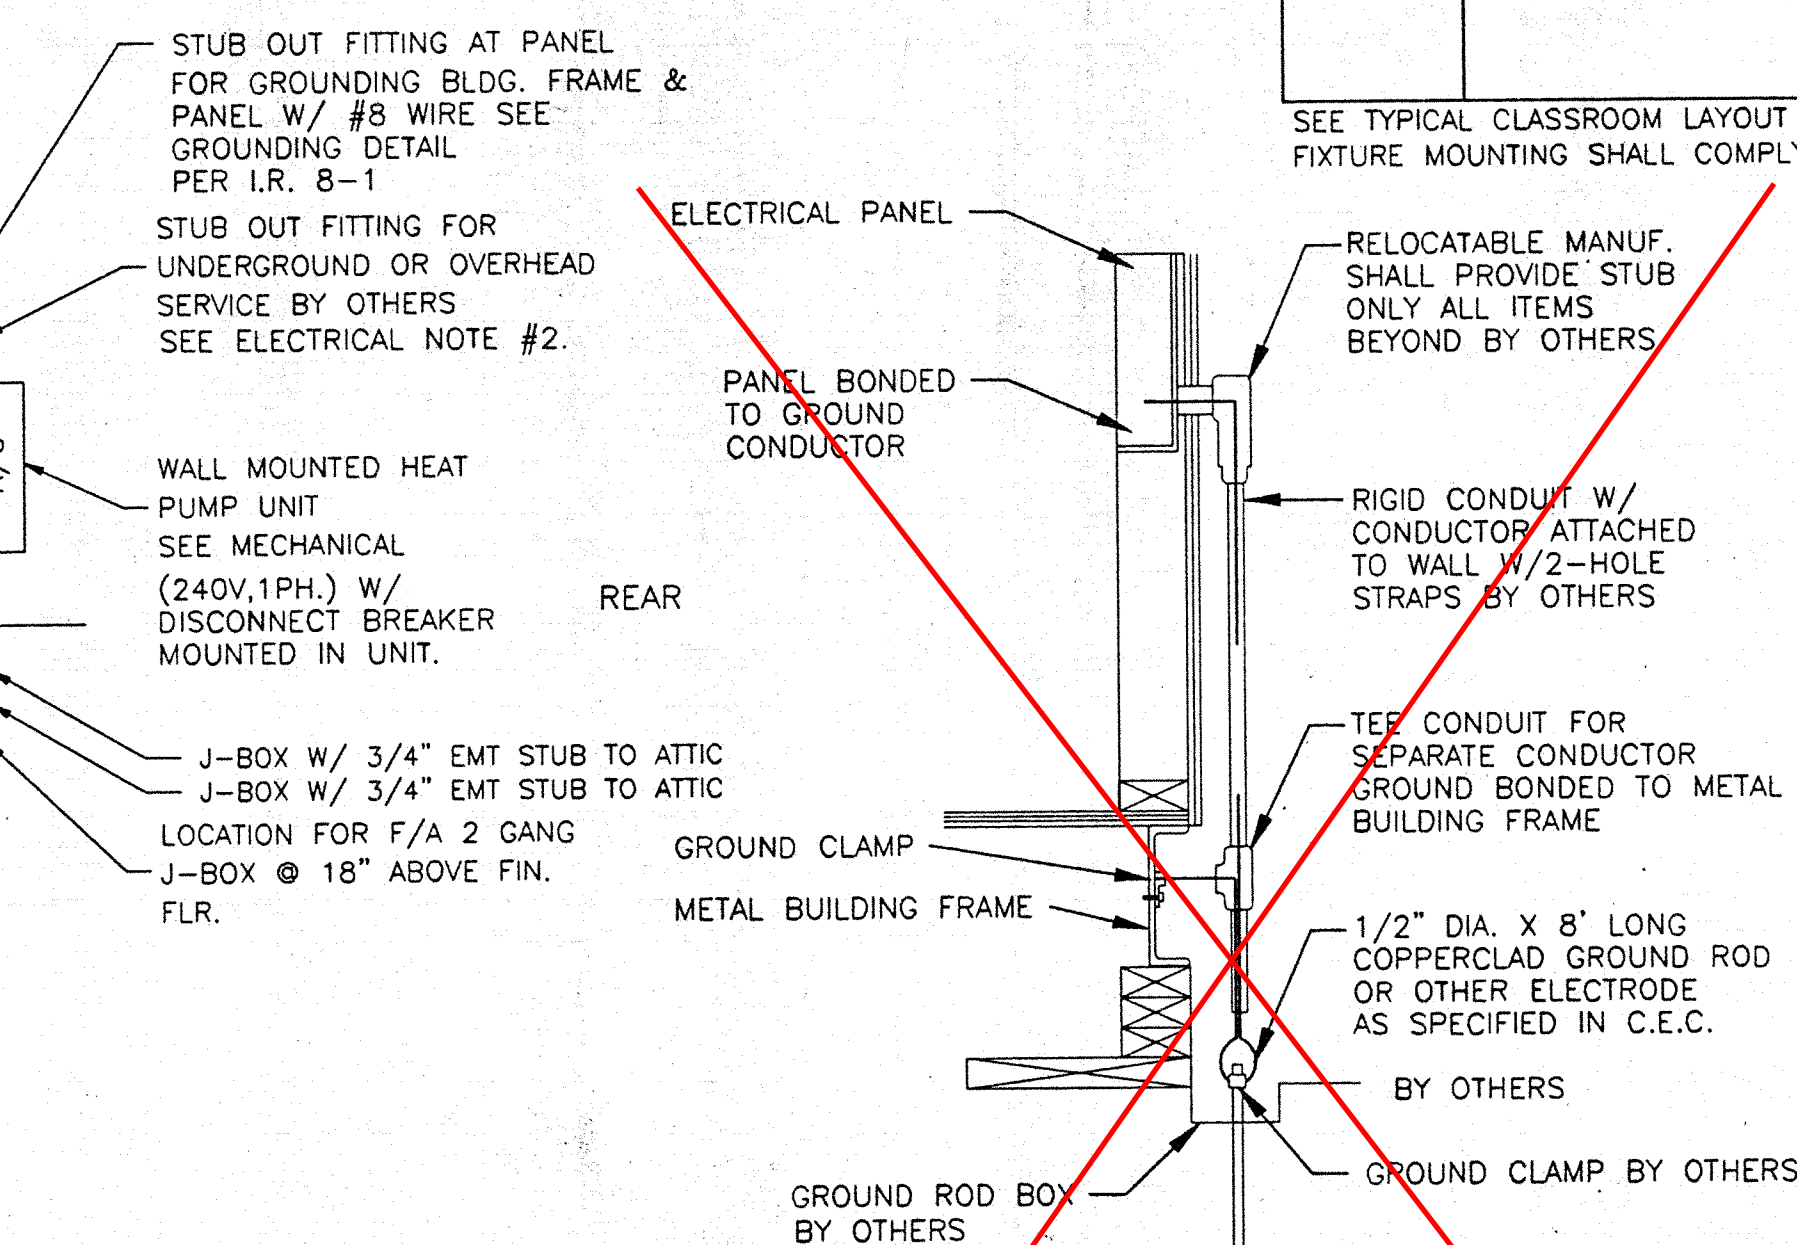 STUB OUT FITTING AT PANEL
FOR GROUNDING BLDG. FRAME &
PANEL W/ #8 WIRE SEE
GROUNDING DETAIL
PER I.R. 8-1
STUB OUT FITTING FOR
UNDERGROUND OR OVERHEAD
SERVICE BY OTHERS
SEE ELECTRICAL NOTE #2.
WALL MOUNTED HEAT
PUMP UNIT
SEE MECHANICAL
(240V,1PH.) W/
DISCONNECT BREAKER
MOUNTED IN UNIT.
REAR
J-BOX W/ 3/4" EMT STUB TO ATTIC
J-BOX W/ 3/4" EMT STUB TO ATTIC
LOCATION FOR F/A 2 GANG
J-BOX @ 18" ABOVE FIN.
FLR.
SEE TYPICAL CLASSROOM LAYOUT
FIXTURE MOUNTING SHALL COMPLY
ELECTRICAL PANEL
PANEL BONDED
TO GROUND
CONDUCTOR
GROUND CLAMP
METAL BUILDING FRAME
GROUND ROD BOX
BY OTHERS
RELOCATABLE MANUF.
SHALL PROVIDE STUB
ONLY ALL ITEMS
BEYOND BY OTHERS
RIGID CONDUIT W/
CONDUCTOR ATTACHED
TO WALL W/2-HOLE
STRAPS BY OTHERS
TEE CONDUIT FOR
SEPARATE CONDUCTOR
GROUND BONDED TO METAL
BUILDING FRAME
1/2" DIA. X 8' LONG
COPPERCLAD GROUND ROD
OR OTHER ELECTRODE
AS SPECIFIED IN C.E.C.
BY OTHERS
GROUND CLAMP BY OTHERS